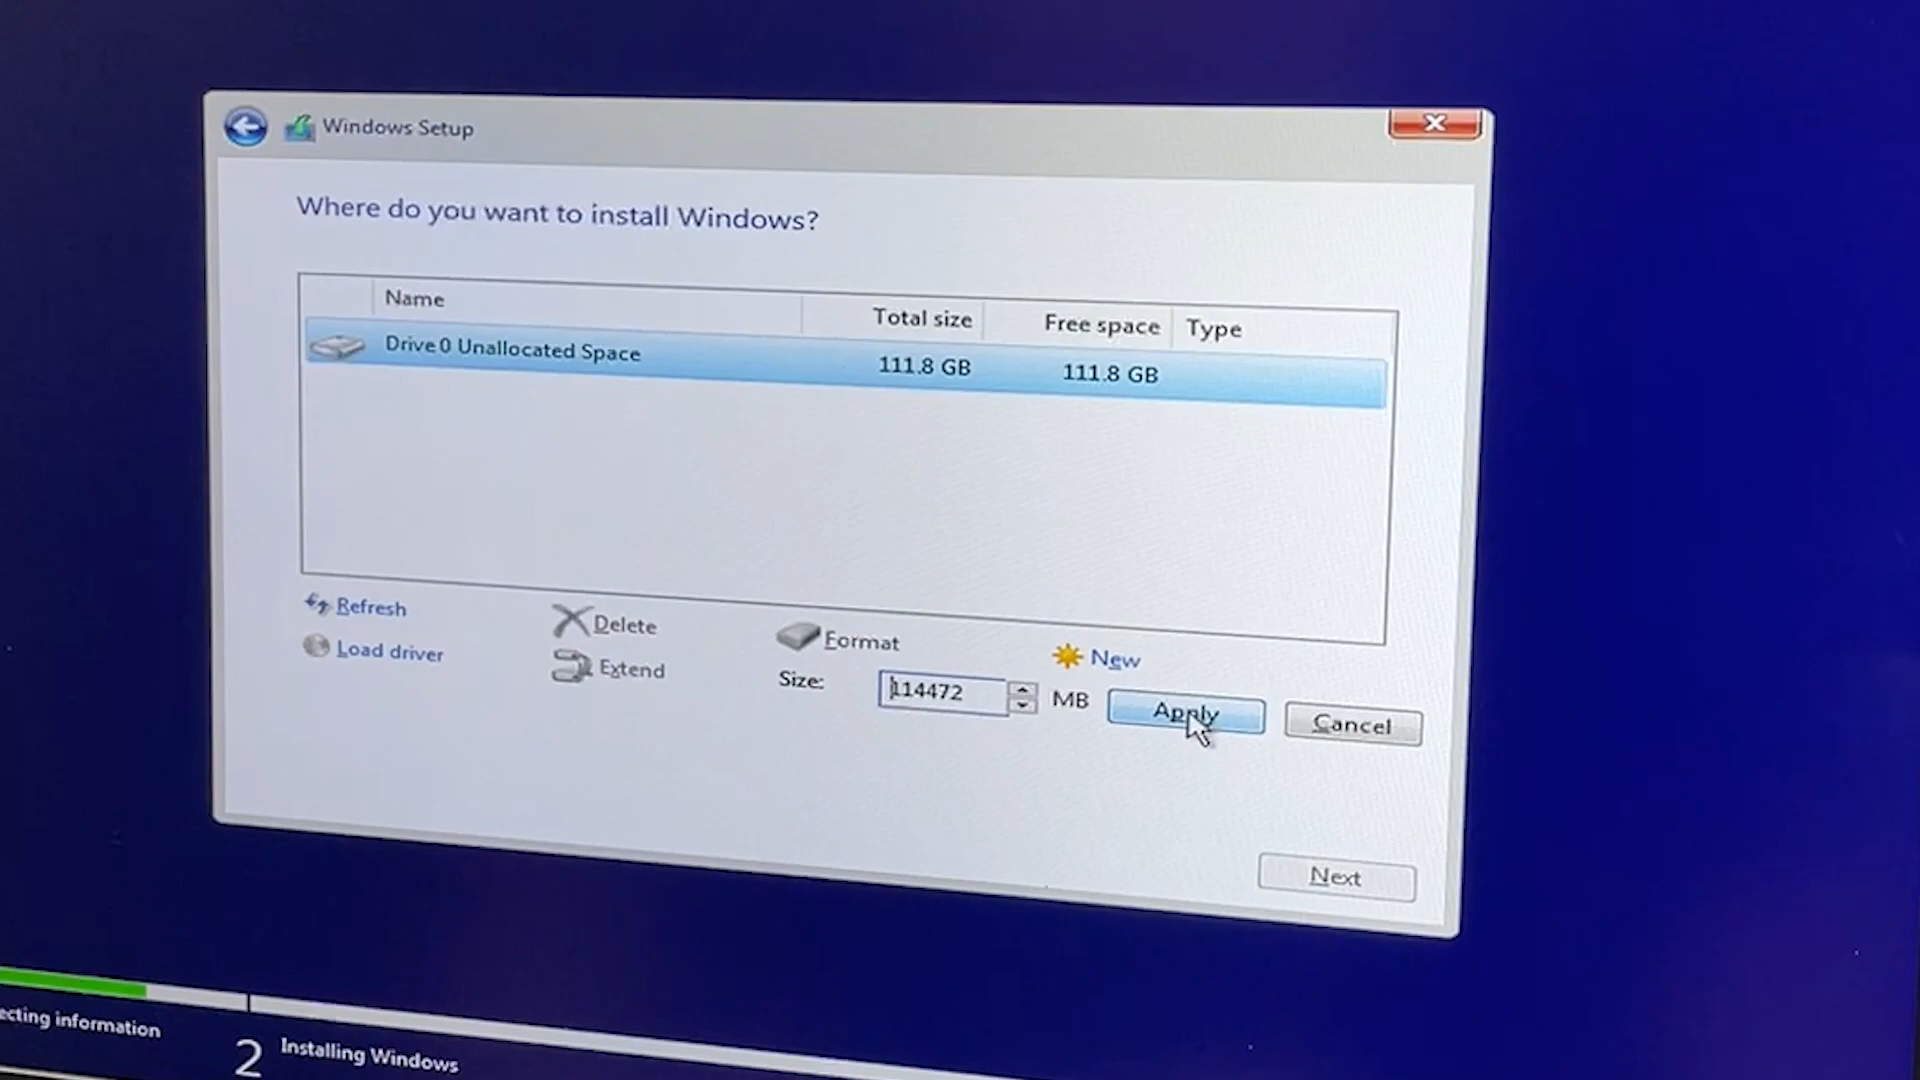 Windows Setup
Where do you want to install Windows?
Name Total size Free space Type
Drive 0 Unallocated Space 111.8 GB 111.8 GB
Refresh Delete Format New
Load driver Extend Size: 114472 MB Apply Cancel
Next
ecting information
2 Installing Windows